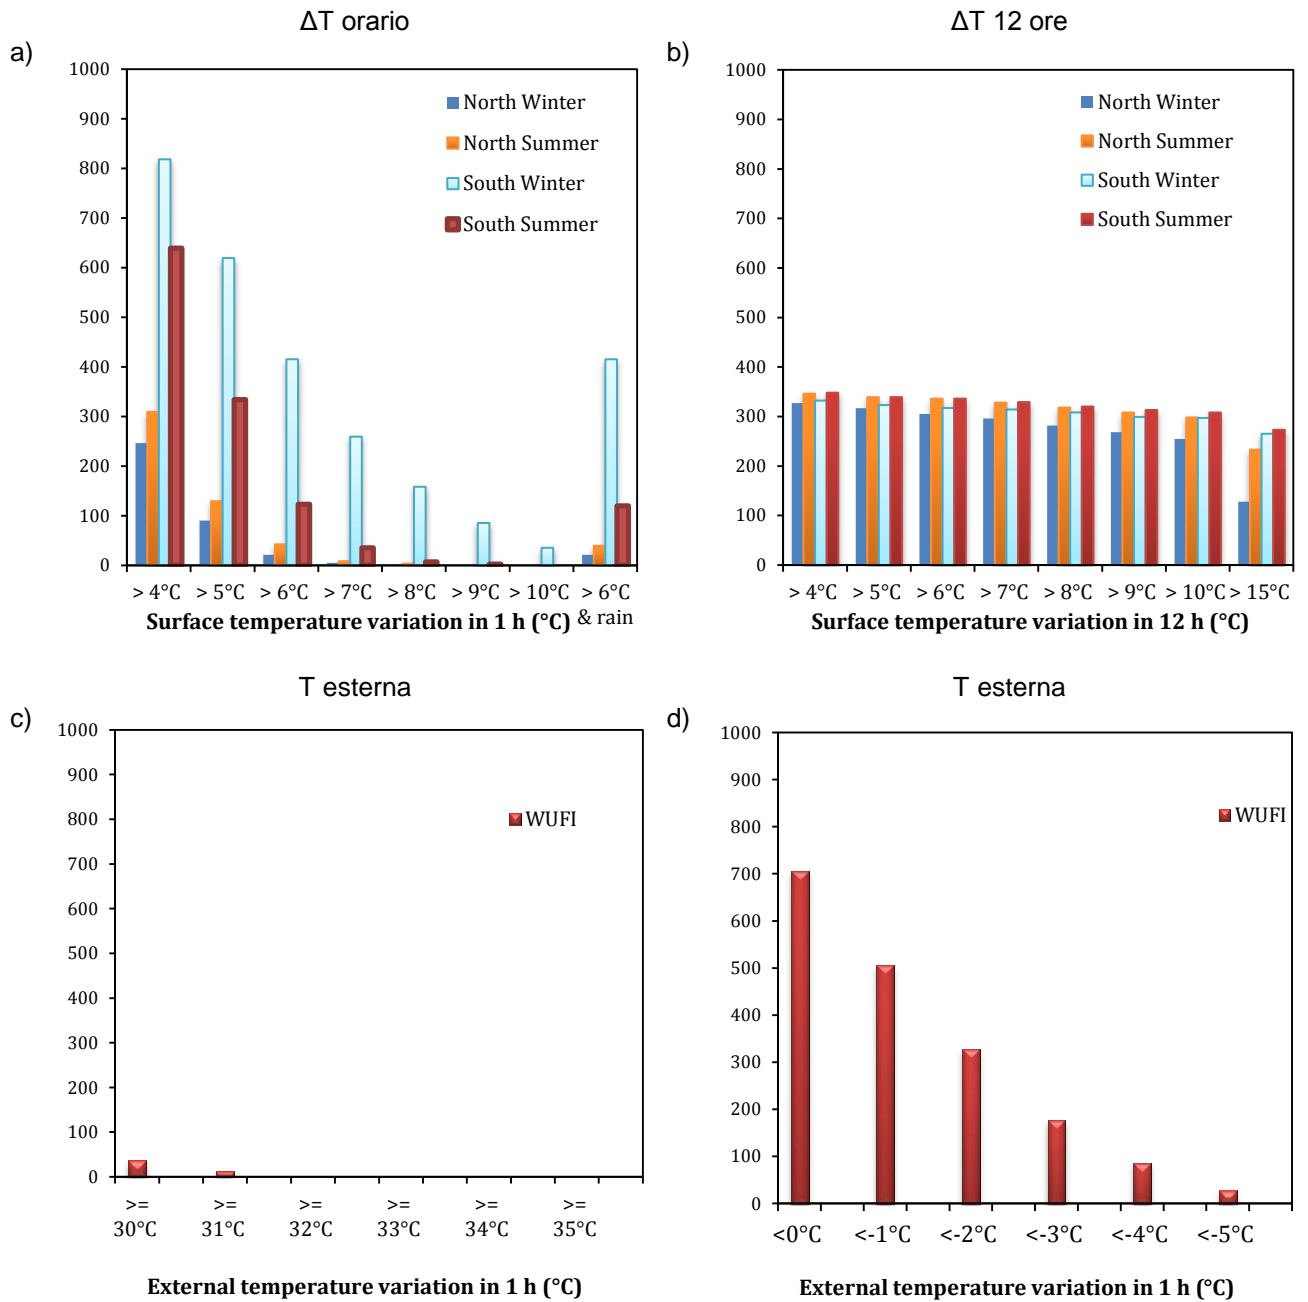 ΔT orario
a)
1000
900
800
700
600
500
400
300
200
100
0
North Winter
North Summer
South Winter
South Summer
> 4°C > 5°C > 6°C > 7°C > 8°C > 9°C > 10°C > 6°C
Surface temperature variation in 1 h (°C) & rain
ΔT 12 ore
b)
1000
900
800
700
600
500
400
300
200
100
0
North Winter
North Summer
South Winter
South Summer
> 4°C > 5°C > 6°C > 7°C > 8°C > 9°C > 10°C > 15°C
Surface temperature variation in 12 h (°C)
T esterna
c)
1000
900
800
700
600
500
400
300
200
100
0
WUFI
>= >= >= >= >= >=
30°C 31°C 32°C 33°C 34°C 35°C
External temperature variation in 1 h (°C)
T esterna
d)
1000
900
800
700
600
500
400
300
200
100
0
WUFI
<0°C <-1°C <-2°C <-3°C <-4°C <-5°C
External temperature variation in 1 h (°C)